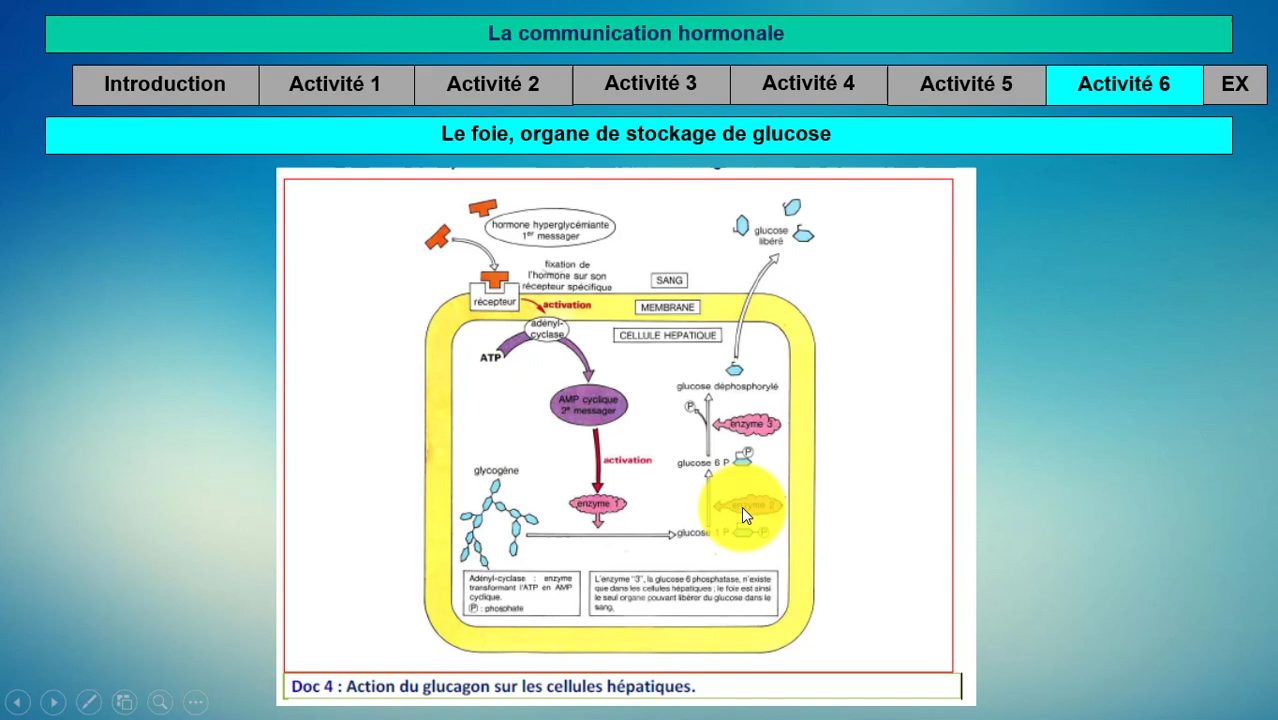 La communication hormonale
Introduction
Activité 1
Activité 2
Activité 3
Activité 4
Activité 5
Activité 6
EX
Le foie, organe de stockage de glucose
hormone hyperglycémiante
1er messager
glucose
libéré
fixation de
l'hormone sur son
récepteur spécifique
SANG
récepteur
activation
MEMBRANE
adényl-
cyclase
CELLULE HEPATIQUE
ATP
glucose déphosphorylé
AMP cyclique
2e messager
P
enzyme 3
activation
P
glucose 6 P
glycogène
enzyme 1
enzyme 2
glucose 1 P
P
Adényl-cyclase : enzyme
transformant l'ATP en AMP
cyclique.
P : phosphate
L'enzyme "3", la glucose 6 phosphatase, n'existe
que dans les cellules hépatiques ; le foie est ainsi
le seul organe pouvant libérer du glucose dans le
sang,
Doc 4 : Action du glucagon sur les cellules hépatiques.